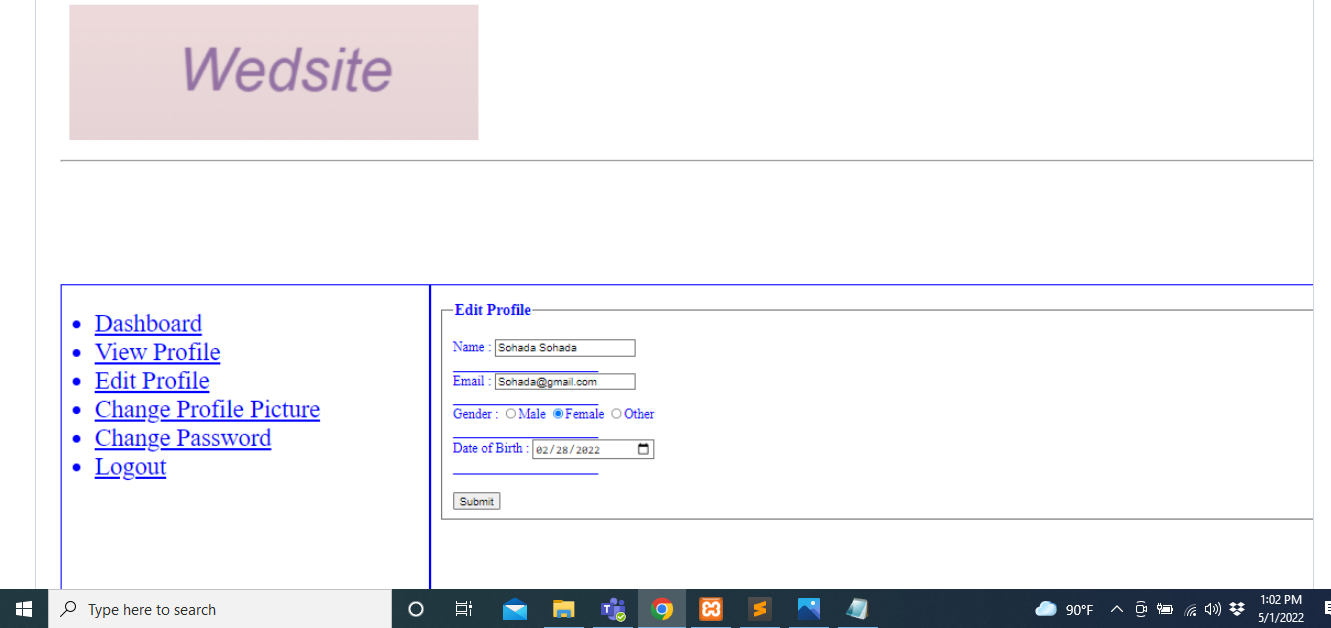 Wedsite
Dashboard
View Profile
Edit Profile
Change Profile Picture
Change Password
Logout
Edit Profile
Name : Sohada Sohada
Email : Sohada@gmail.com
Gender : Male Female Other
Date of Birth : 02/28/2022
Submit
Type here to search
90°F
1:02 PM
5/1/2022